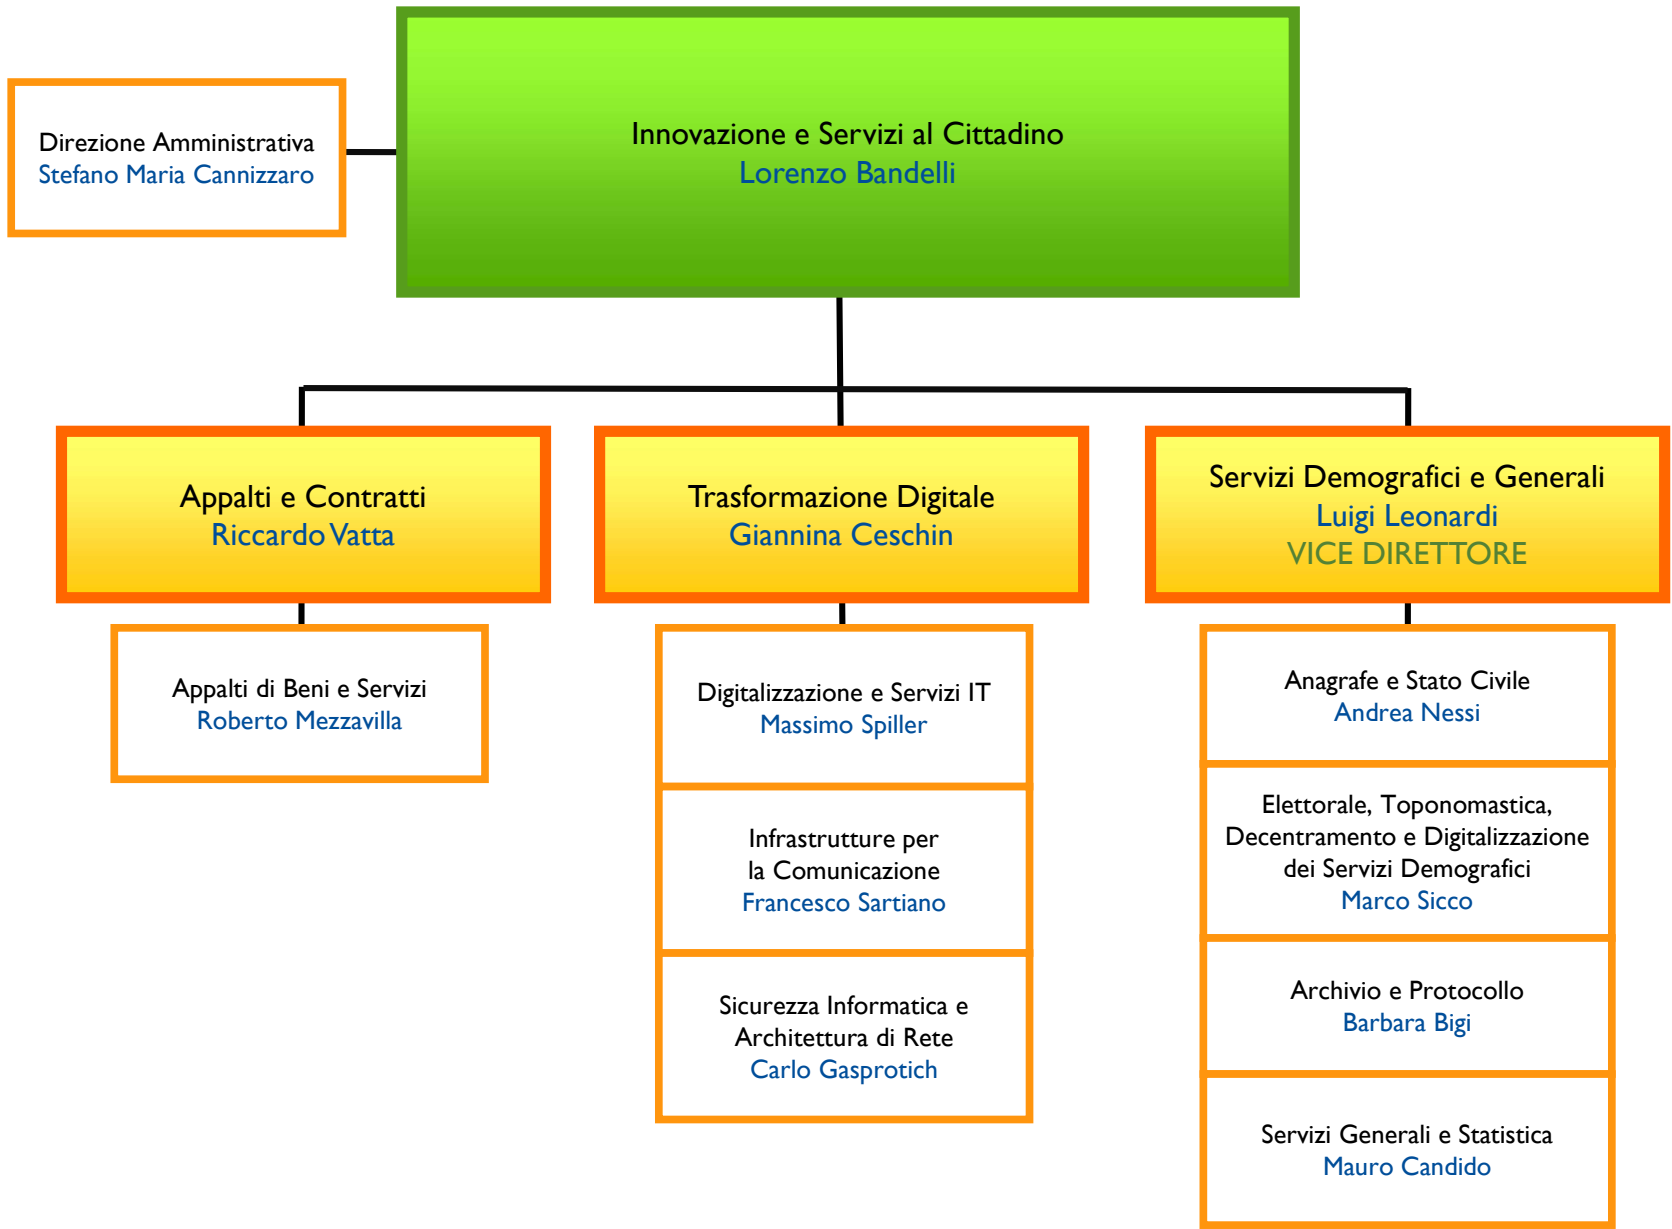 Direzione Amministrativa
Stefano Maria Cannizzaro
Innovazione e Servizi al Cittadino
Lorenzo Bandelli
Appalti e Contratti
Riccardo Vatta
Trasformazione Digitale
Giannina Ceschin
Servizi Demografici e Generali
Luigi Leonardi
VICE DIRETTORE
Appalti di Beni e Servizi
Roberto Mezzavilla
Digitalizzazione e Servizi IT
Massimo Spiller
Infrastrutture per
la Comunicazione
Francesco Sartiano
Sicurezza Informatica e
Architettura di Rete
Carlo Gasprotich
Anagrafe e Stato Civile
Andrea Nessi
Elettorale, Toponomastica,
Decentramento e Digitalizzazione
dei Servizi Demografici
Marco Sicco
Archivio e Protocollo
Barbara Bigi
Servizi Generali e Statistica
Mauro Candido